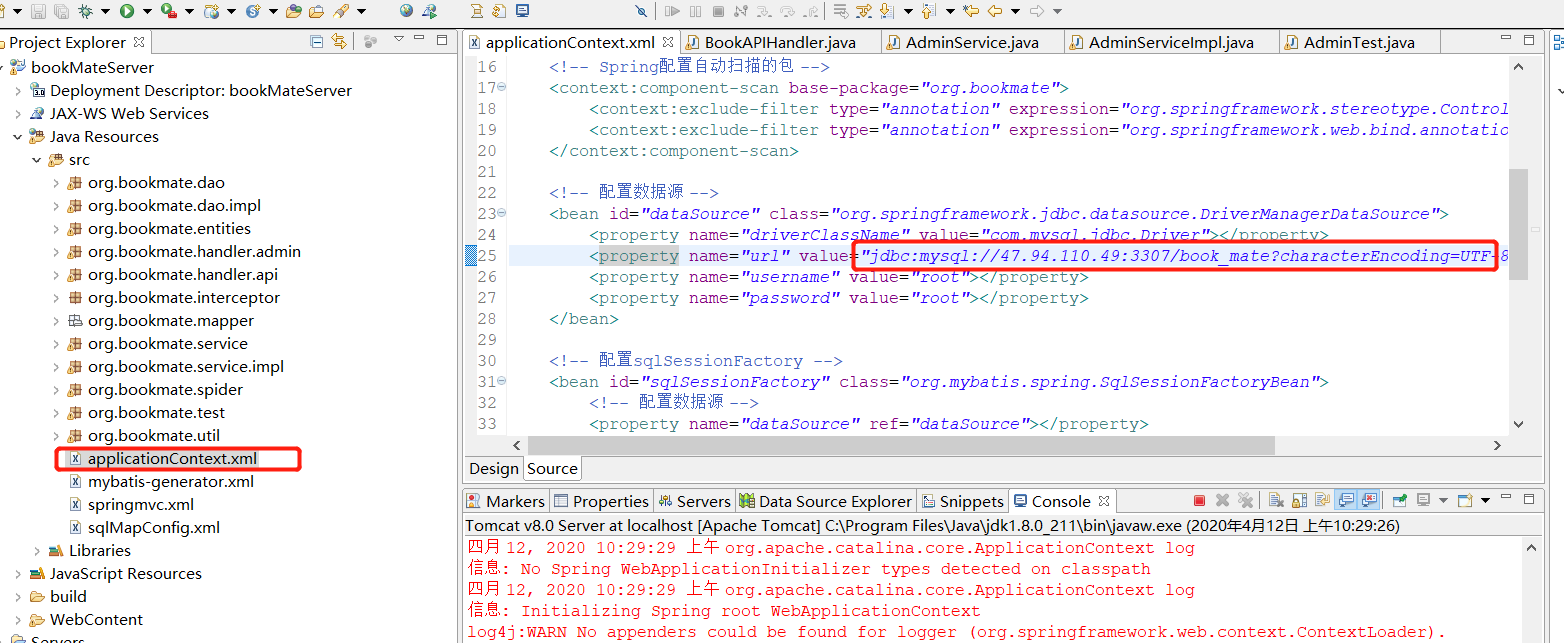 Project Explorer
bookMateServer
Deployment Descriptor: bookMateServer
JAX-WS Web Services
Java Resources
src
org.bookmate.dao
org.bookmate.dao.impl
org.bookmate.entities
org.bookmate.handler.admin
org.bookmate.handler.api
org.bookmate.interceptor
org.bookmate.mapper
org.bookmate.service
org.bookmate.service.impl
org.bookmate.spider
org.bookmate.test
org.bookmate.util
applicationContext.xml
mybatis-generator.xml
springmvc.xml
sqlMapConfig.xml
Libraries
JavaScript Resources
build
WebContent
Servers
applicationContext.xml BookAPIHandler.java AdminService.java AdminServiceImpl.java AdminTest.java
16 <!-- Spring配置自动扫描的包 -->
17 <context:component-scan base-package="org.bookmate">
18 <context:exclude-filter type="annotation" expression="org.springframework.stereotype.Control
19 <context:exclude-filter type="annotation" expression="org.springframework.web.bind.annotatio
20 </context:component-scan>
21
22 <!-- 配置数据源 -->
23 <bean id="dataSource" class="org.springframework.jdbc.datasource.DriverManagerDataSource">
24 <property name="driverClassName" value="com.mysql.jdbc.Driver"></property>
25 <property name="url" value="jdbc:mysql://47.94.110.49:3307/book_mate?characterEncoding=UTF-8
26 <property name="username" value="root"></property>
27 <property name="password" value="root"></property>
28 </bean>
29
30 <!-- 配置sqlSessionFactory -->
31 <bean id="sqlSessionFactory" class="org.mybatis.spring.SqlSessionFactoryBean">
32 <!-- 配置数据源 -->
33 <property name="dataSource" ref="dataSource"></property>
Design Source
Markers Properties Servers Data Source Explorer Snippets Console
Tomcat v8.0 Server at localhost [Apache Tomcat] C:\Program Files\Java\jdk1.8.0_211\bin\javaw.exe (2020年4月12日 上午10:29:26)
四月 12, 2020 10:29:29 上午 org.apache.catalina.core.ApplicationContext log
信息: No Spring WebApplicationInitializer types detected on classpath
四月 12, 2020 10:29:29 上午 org.apache.catalina.core.ApplicationContext log
信息: Initializing Spring root WebApplicationContext
log4j:WARN No appenders could be found for logger (org.springframework.web.context.ContextLoader).